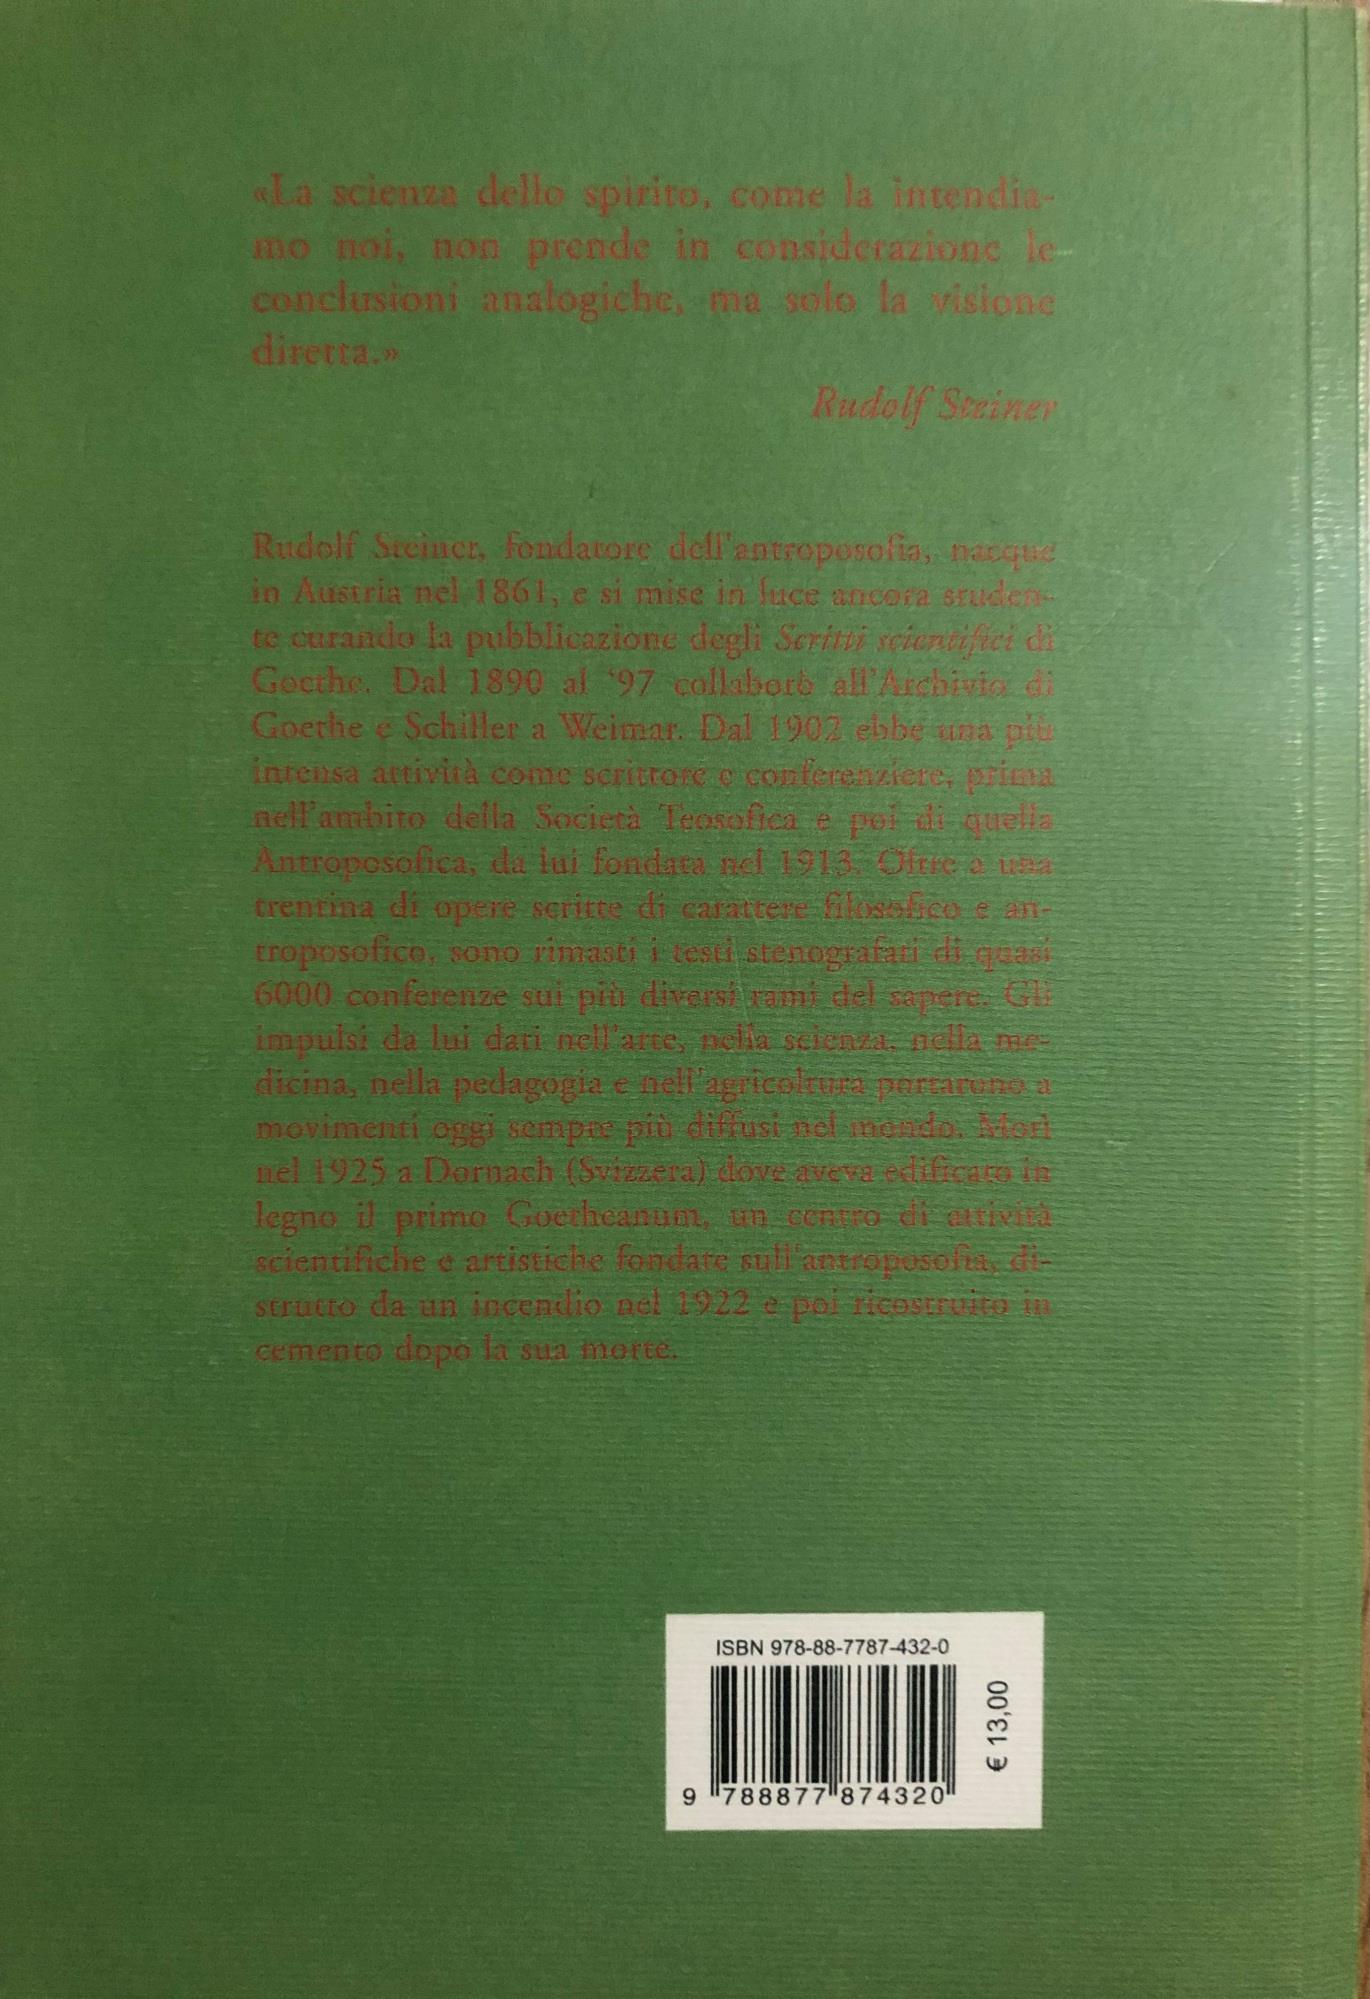 «La scienza dello spirito, come la intendia-
mo noi, non prende in considerazione le
conclusioni analogiche, ma solo la visione
diretta.»
Rudolf Steiner
Rudolf Steiner, fondatore dell'antroposofia, nacque
in Austria nel 1861, e si mise in luce ancora studen-
te curando la pubblicazione degli Scritti scientifici di
Goethe. Dal 1890 al '97 collaborò all'Archivio di
Goethe e Schiller a Weimar. Dal 1902 ebbe una più
intensa attività come scrittore e conferenziere, prima
nell'ambito della Società Teosofica e poi di quella
Antroposofica, da lui fondata nel 1913. Oltre a una
trentina di opere scritte di carattere filosofico e an-
troposofico, sono rimasti i testi stenografati di quasi
6000 conferenze sui più diversi rami del sapere. Gli
impulsi da lui dati nell'arte, nella scienza, nella me-
dicina, nella pedagogia e nell'agricoltura portarono a
movimenti oggi sempre più diffusi nel mondo. Morì
nel 1925 a Dornach (Svizzera) dove aveva edificato in
legno il primo Goetheanum, un centro di attività
scientifiche e artistiche fondate sull'antroposofia, di-
strutto da un incendio nel 1922 e poi ricostruito in
cemento dopo la sua morte.
ISBN 978-88-7787-432-0
€ 13,00
9 788877 874320